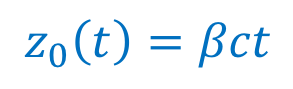 z₀(t) = βct